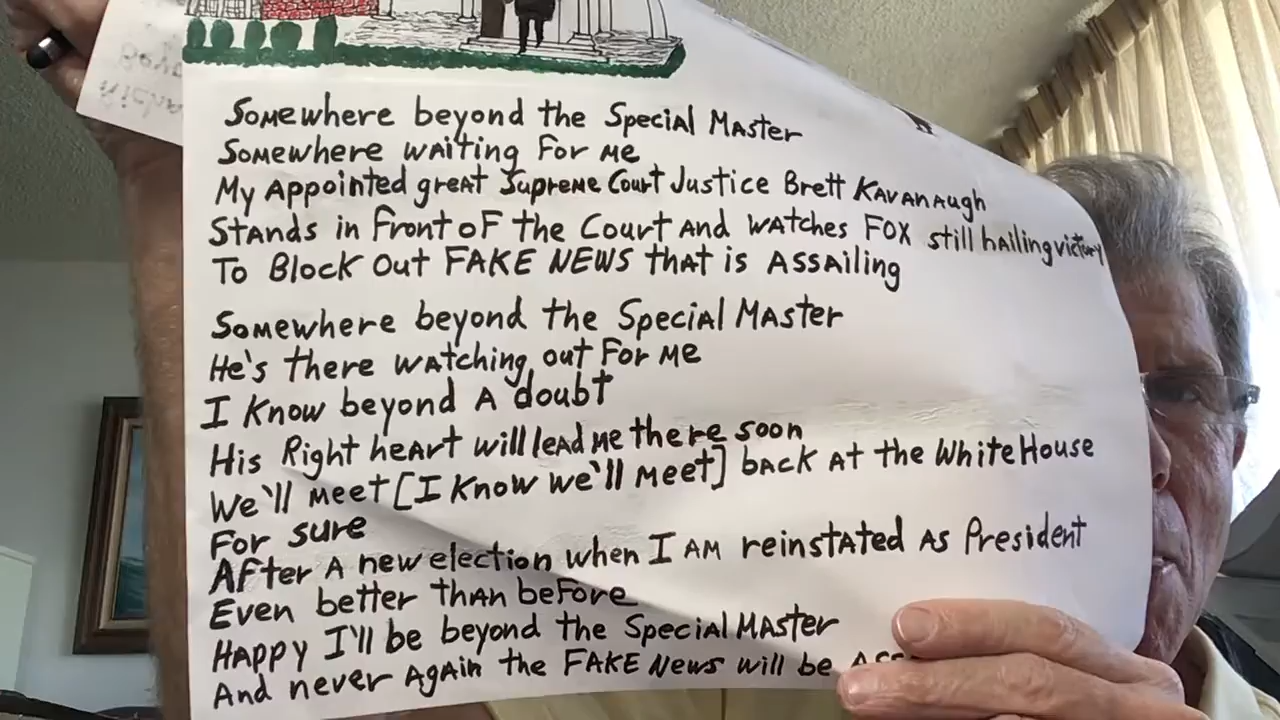 Somewhere beyond the Special Master
Somewhere waiting for me
My Appointed great Supreme Court Justice Brett Kavanaugh
Stands in front of the Court and watches FOX still hailing victory
To Block Out FAKE NEWS that is Assailing
Somewhere beyond the Special Master
He's there watching out for me
I know beyond a doubt
His Right heart will lead me there soon
We'll meet [I know we'll meet] back at the White House
For sure
After a new election when I am reinstated as President
Even better than before
Happy I'll be beyond the Special Master
And never again the FAKE News will be